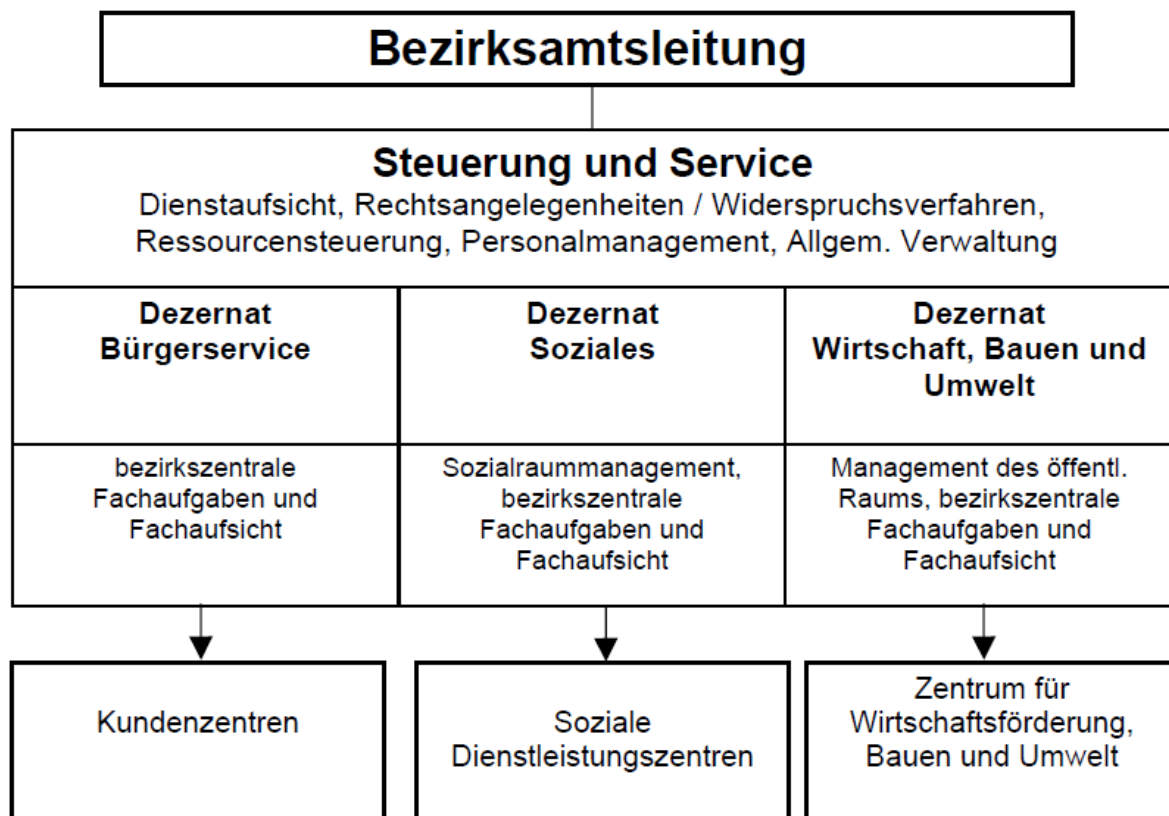 Bezirksamtsleitung
Steuerung und Service
Dienstaufsicht, Rechtsangelegenheiten / Widerspruchsverfahren,
Ressourcensteuerung, Personalmanagement, Allgem. Verwaltung
Dezernat
Bürgerservice
Dezernat
Soziales
Dezernat
Wirtschaft, Bauen und
Umwelt
bezirkszentrale
Fachaufgaben und
Fachaufsicht
Sozialraummanagement,
bezirkszentrale
Fachaufgaben und
Fachaufsicht
Management des öffentl.
Raums, bezirkszentrale
Fachaufgaben und
Fachaufsicht
Kundenzentren
Soziale
Dienstleistungszentren
Zentrum für
Wirtschaftsförderung,
Bauen und Umwelt